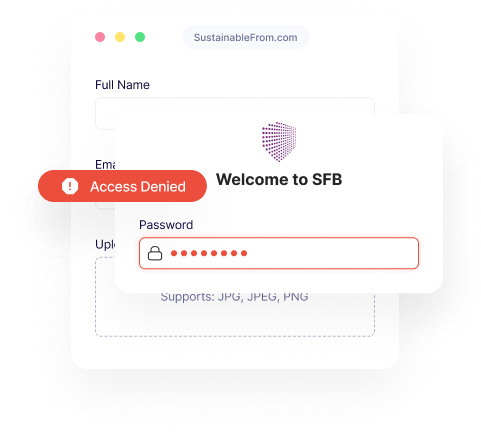 SustainableFrom.com
Full Name
Ema
Access Denied
Welcome to SFB
Password
Uplo
Supports: JPG, JPEG, PNG